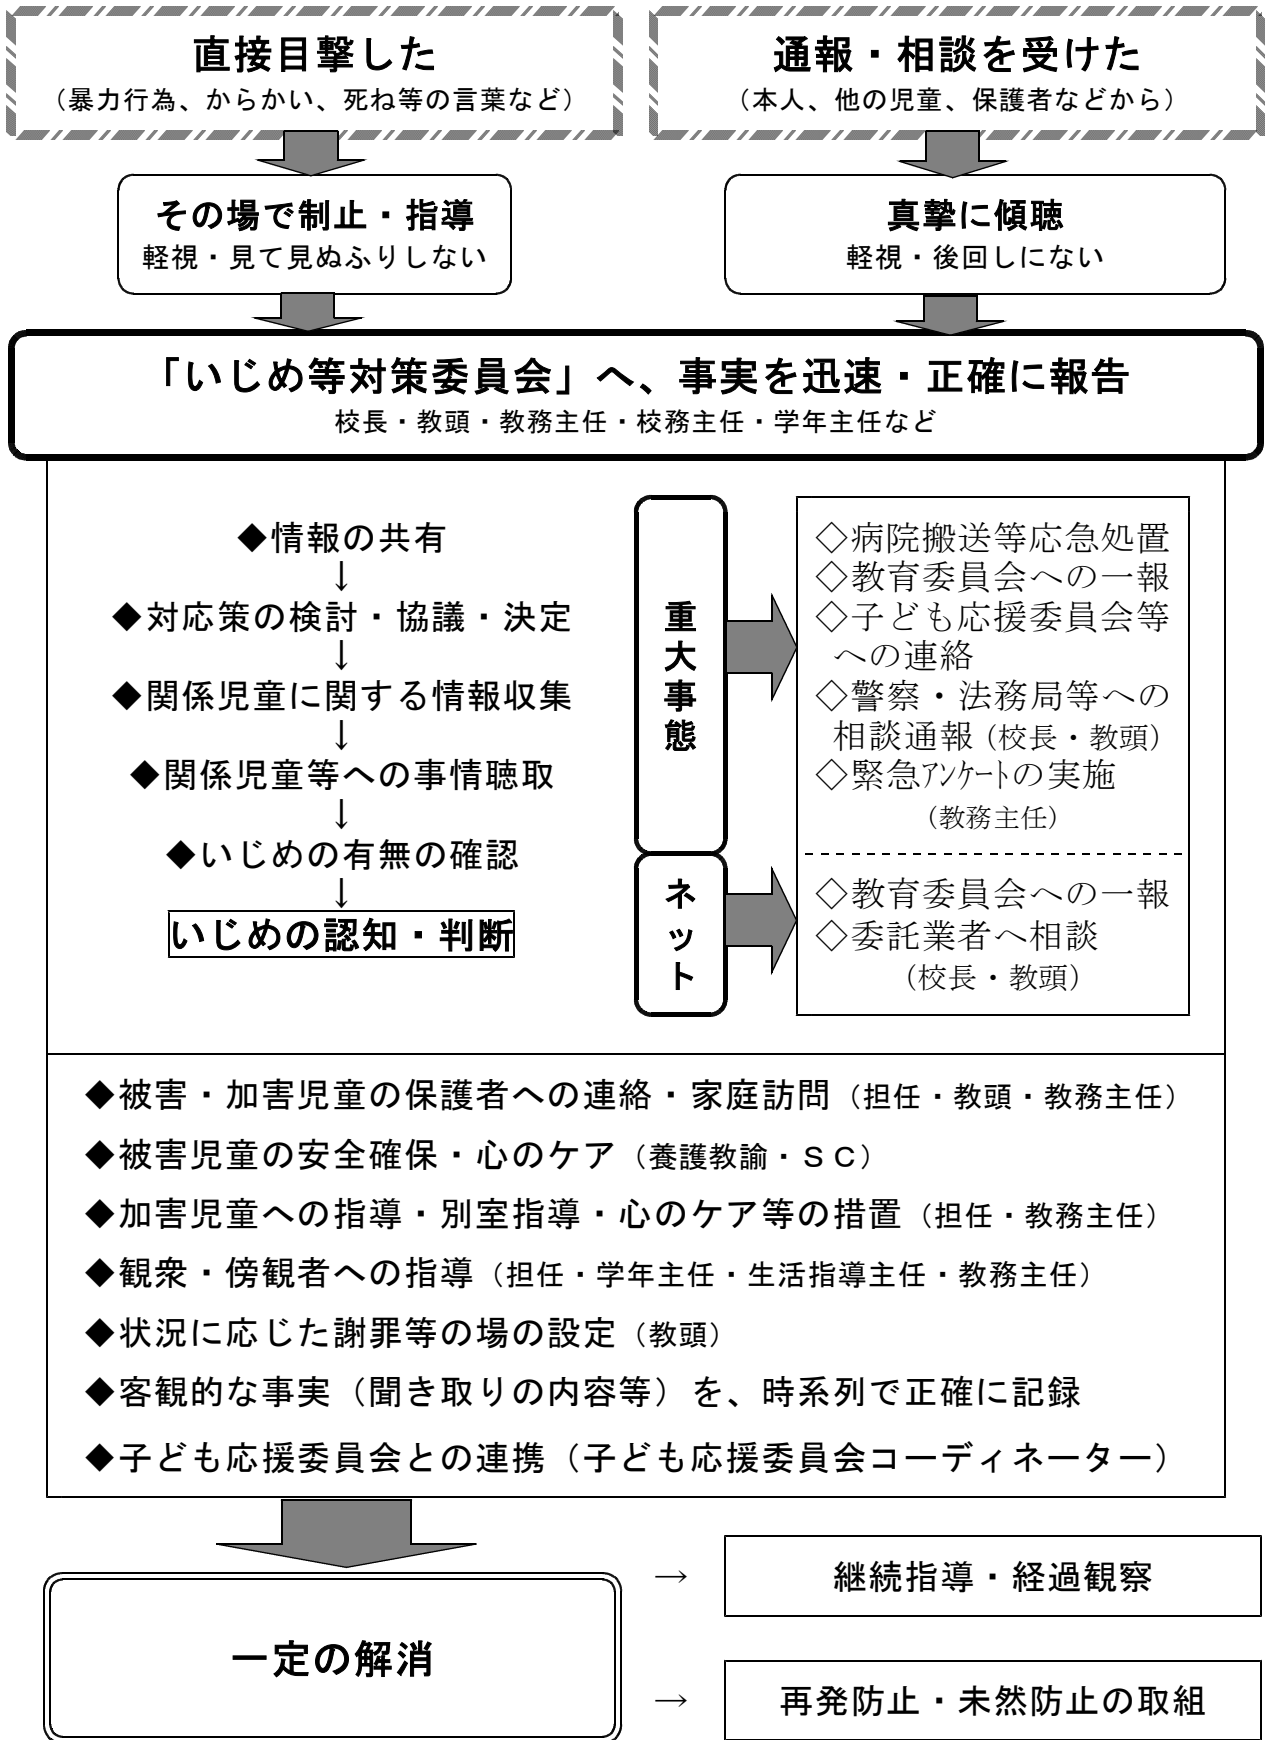 直接目撃した
（暴力行為、からかい、死ね等の言葉など）
通報・相談を受けた
（本人、他の児童、保護者などから）
その場で制止・指導
軽視・見て見ぬふりしない
真摯に傾聴
軽視・後回しにない
「いじめ等対策委員会」へ、事実を迅速・正確に報告
校長・教頭・教務主任・校務主任・学年主任など
◆情報の共有
↓
◆対応策の検討・協議・決定
↓
◆関係児童に関する情報収集
↓
◆関係児童等への事情聴取
↓
◆いじめの有無の確認
↓
いじめの認知・判断
重大事態
◇病院搬送等応急処置
◇教育委員会への一報
◇子ども応援委員会等
への連絡
◇警察・法務局等への
相談通報（校長・教頭）
◇緊急ｱﾝｹｰﾄの実施
（教務主任）
ネット
◇教育委員会への一報
◇委託業者へ相談
（校長・教頭）
◆被害・加害児童の保護者への連絡・家庭訪問（担任・教頭・教務主任）
◆被害児童の安全確保・心のケア（養護教諭・ＳＣ）
◆加害児童への指導・別室指導・心のケア等の措置（担任・教務主任）
◆観衆・傍観者への指導（担任・学年主任・生活指導主任・教務主任）
◆状況に応じた謝罪等の場の設定（教頭）
◆客観的な事実（聞き取りの内容等）を、時系列で正確に記録
◆子ども応援委員会との連携（子ども応援委員会コーディネーター）
一定の解消
→
継続指導・経過観察
→
再発防止・未然防止の取組